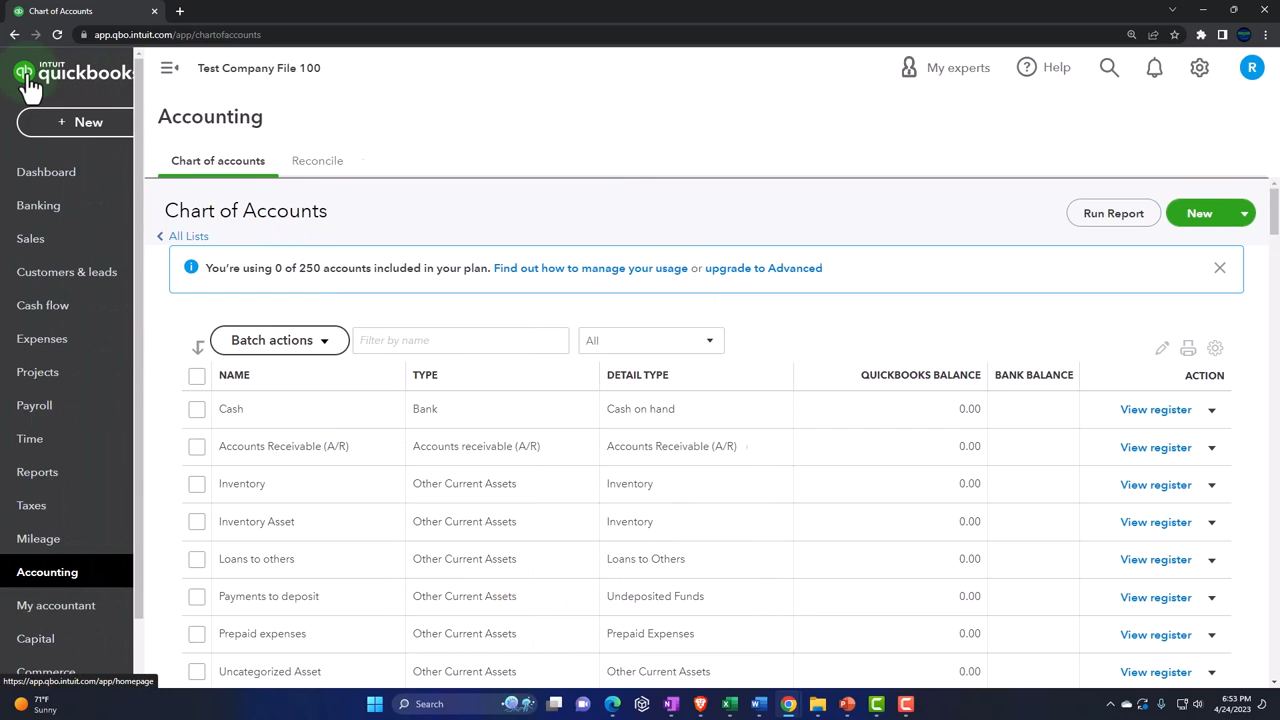 Chart of Accounts
app.qbo.intuit.com/app/chartofaccounts
INTUIT
quickbooks
Test Company File 100
My experts
Help
R
+ New
Accounting
Chart of accounts
Reconcile
Dashboard
Banking
Sales
Customers & leads
Cash flow
Expenses
Projects
Payroll
Time
Reports
Taxes
Mileage
Accounting
My accountant
Capital
Commerce
Chart of Accounts
Run Report
New
All Lists
You're using 0 of 250 accounts included in your plan. Find out how to manage your usage or upgrade to Advanced
Batch actions
Filter by name
All
NAME TYPE DETAIL TYPE QUICKBOOKS BALANCE BANK BALANCE ACTION
Cash Bank Cash on hand 0.00 View register
Accounts Receivable (A/R) Accounts receivable (A/R) Accounts Receivable (A/R) 0.00 View register
Inventory Other Current Assets Inventory 0.00 View register
Inventory Asset Other Current Assets Inventory 0.00 View register
Loans to others Other Current Assets Loans to Others 0.00 View register
Payments to deposit Other Current Assets Undeposited Funds 0.00 View register
Prepaid expenses Other Current Assets Prepaid Expenses 0.00 View register
Uncategorized Asset Other Current Assets Other Current Assets 0.00 View register
https://app.qbo.intuit.com/app/homepage
71°F
Sunny
Search
6:53 PM
4/24/2023